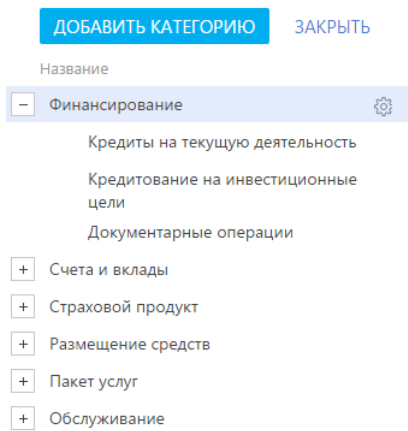 ДОБАВИТЬ КАТЕГОРИЮ ЗАКРЫТЬ
Название
Финансирование
Кредиты на текущую деятельность
Кредитование на инвестиционные
цели
Документарные операции
Счета и вклады
Страховой продукт
Размещение средств
Пакет услуг
Обслуживание